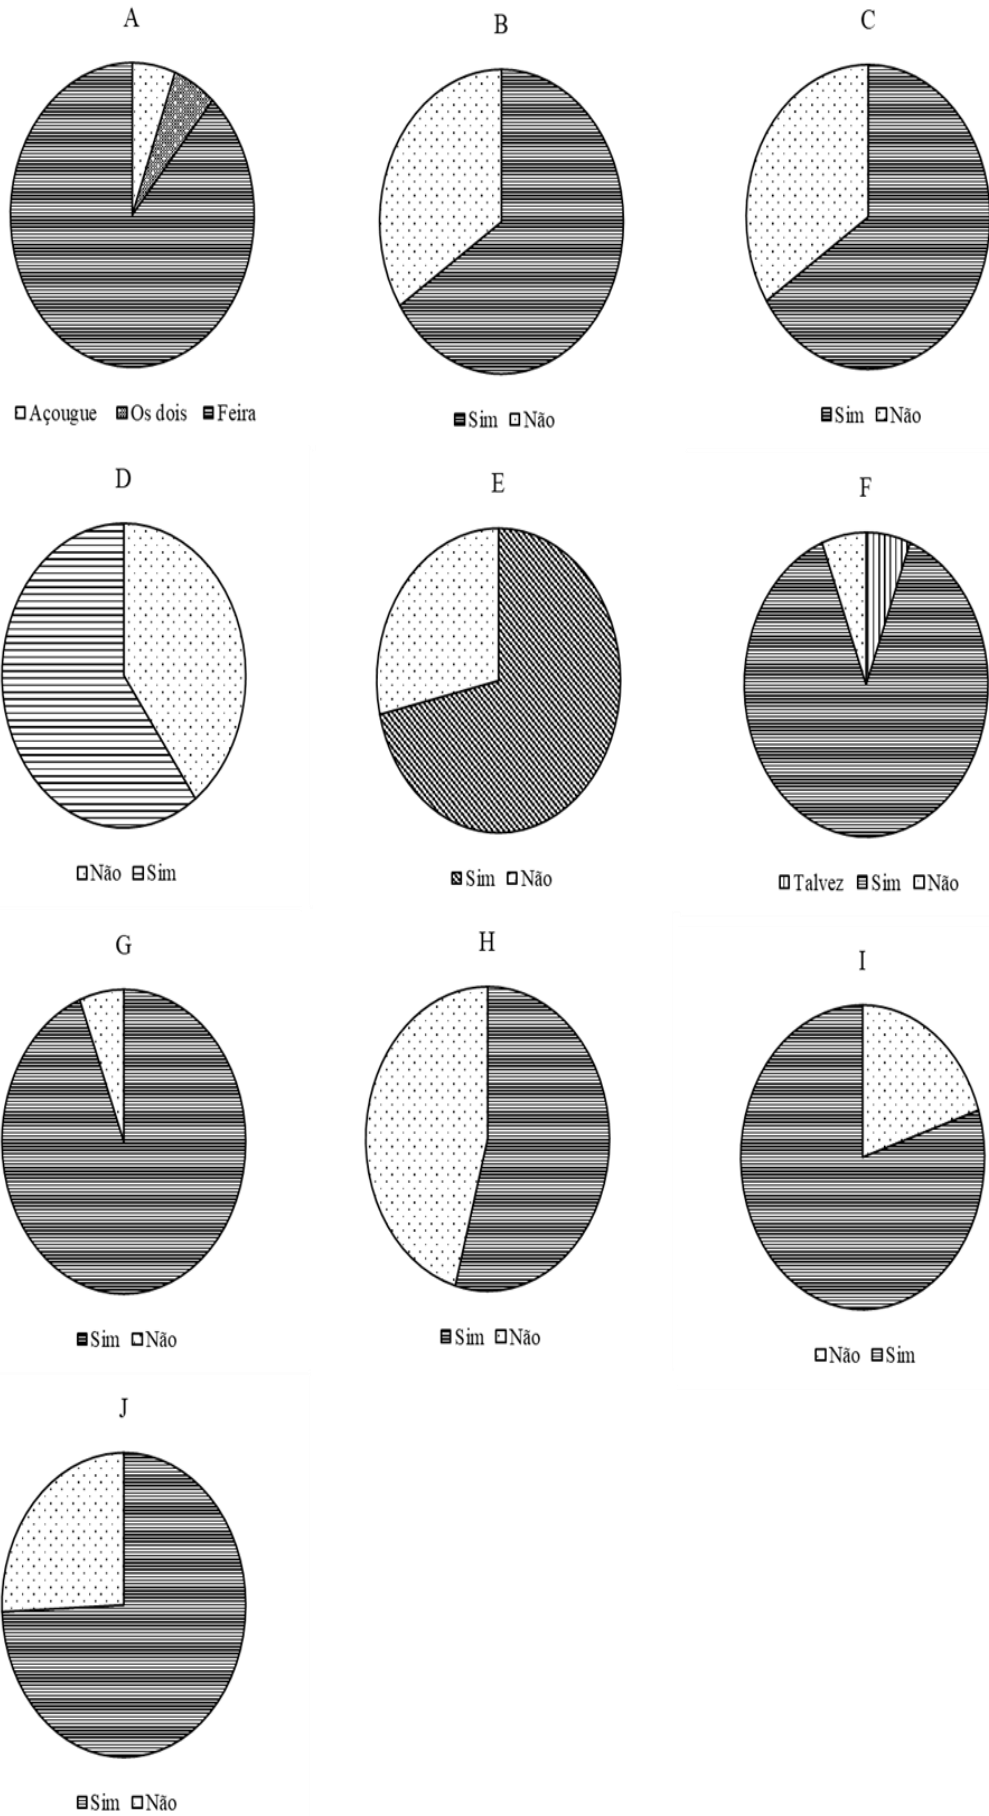 A
B
C
Açougue Os dois Feira
Sim Não
Sim Não
D
E
F
Não Sim
Sim Não
Talvez Sim Não
G
H
I
Sim Não
Sim Não
Não Sim
J
Sim Não